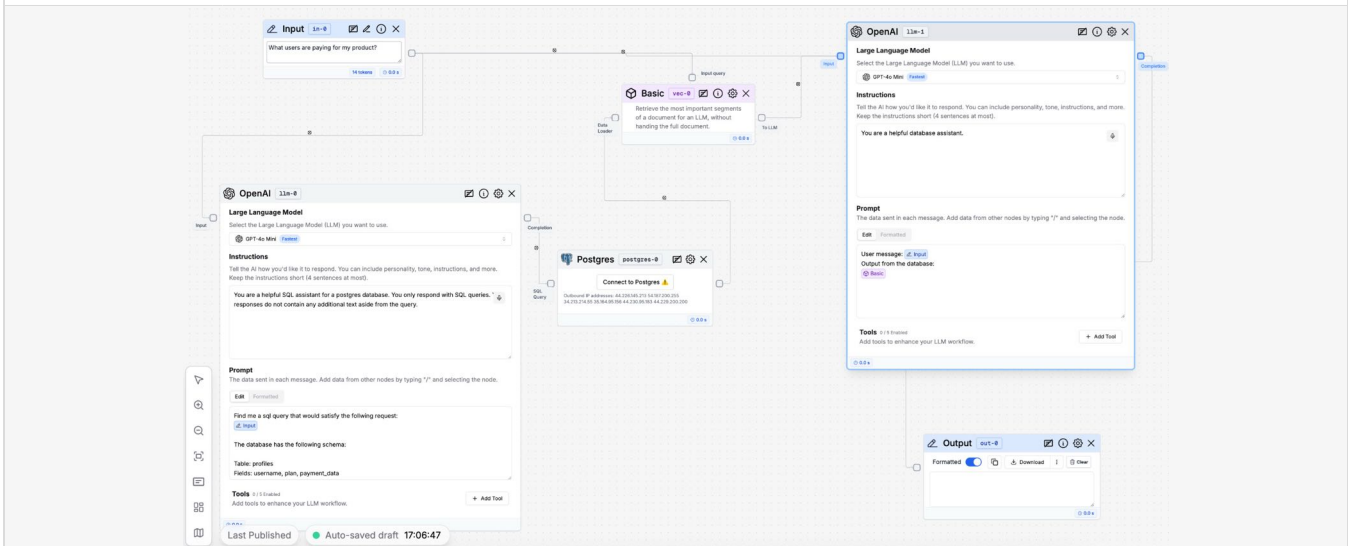 Input in-0
What users are paying for my product?
14 tokens 0.0 s
Input query
Basic vec-0
Retrieve the most important segments
of a document for an LLM, without
handing the full document.
0.0 s
Data
Loader
To LLM
OpenAI llm-0
Input
Completion
Large Language Model
Select the Large Language Model (LLM) you want to use.
GPT-4o Mini Fastest
Instructions
Tell the AI how you'd like it to respond. You can include personality, tone, instructions, and more.
Keep the instructions short (4 sentences at most).
You are a helpful SQL assistant for a postgres database. You only respond with SQL queries.
responses do not contain any additional text aside from the query.
Prompt
The data sent in each message. Add data from other nodes by typing "/" and selecting the node.
Edit Formatted
Find me a sql query that would satisfy the follwing request:
Input
The database has the following schema:
Table: profiles
Fields: username, plan, payment_data
Tools 0 / 5 Enabled
Add tools to enhance your LLM workflow.
+ Add Tool
0.0 s
Postgres postgres-0
Connect to Postgres
SQL
Query
Outbound IP addresses:
0.0 s
OpenAI llm-1
Input
Completion
Large Language Model
Select the Large Language Model (LLM) you want to use.
GPT-4o Mini Fastest
Instructions
Tell the AI how you'd like it to respond. You can include personality, tone, instructions, and more.
Keep the instructions short (4 sentences at most).
You are a helpful database assistant.
Prompt
The data sent in each message. Add data from other nodes by typing "/" and selecting the node.
Edit Formatted
User message: Input
Output from the database:
Basic
Tools 0 / 5 Enabled
Add tools to enhance your LLM workflow.
+ Add Tool
0.0 s
Output out-0
Formatted Download Clear
0.0 s
Last Published Auto-saved draft 17:06:47